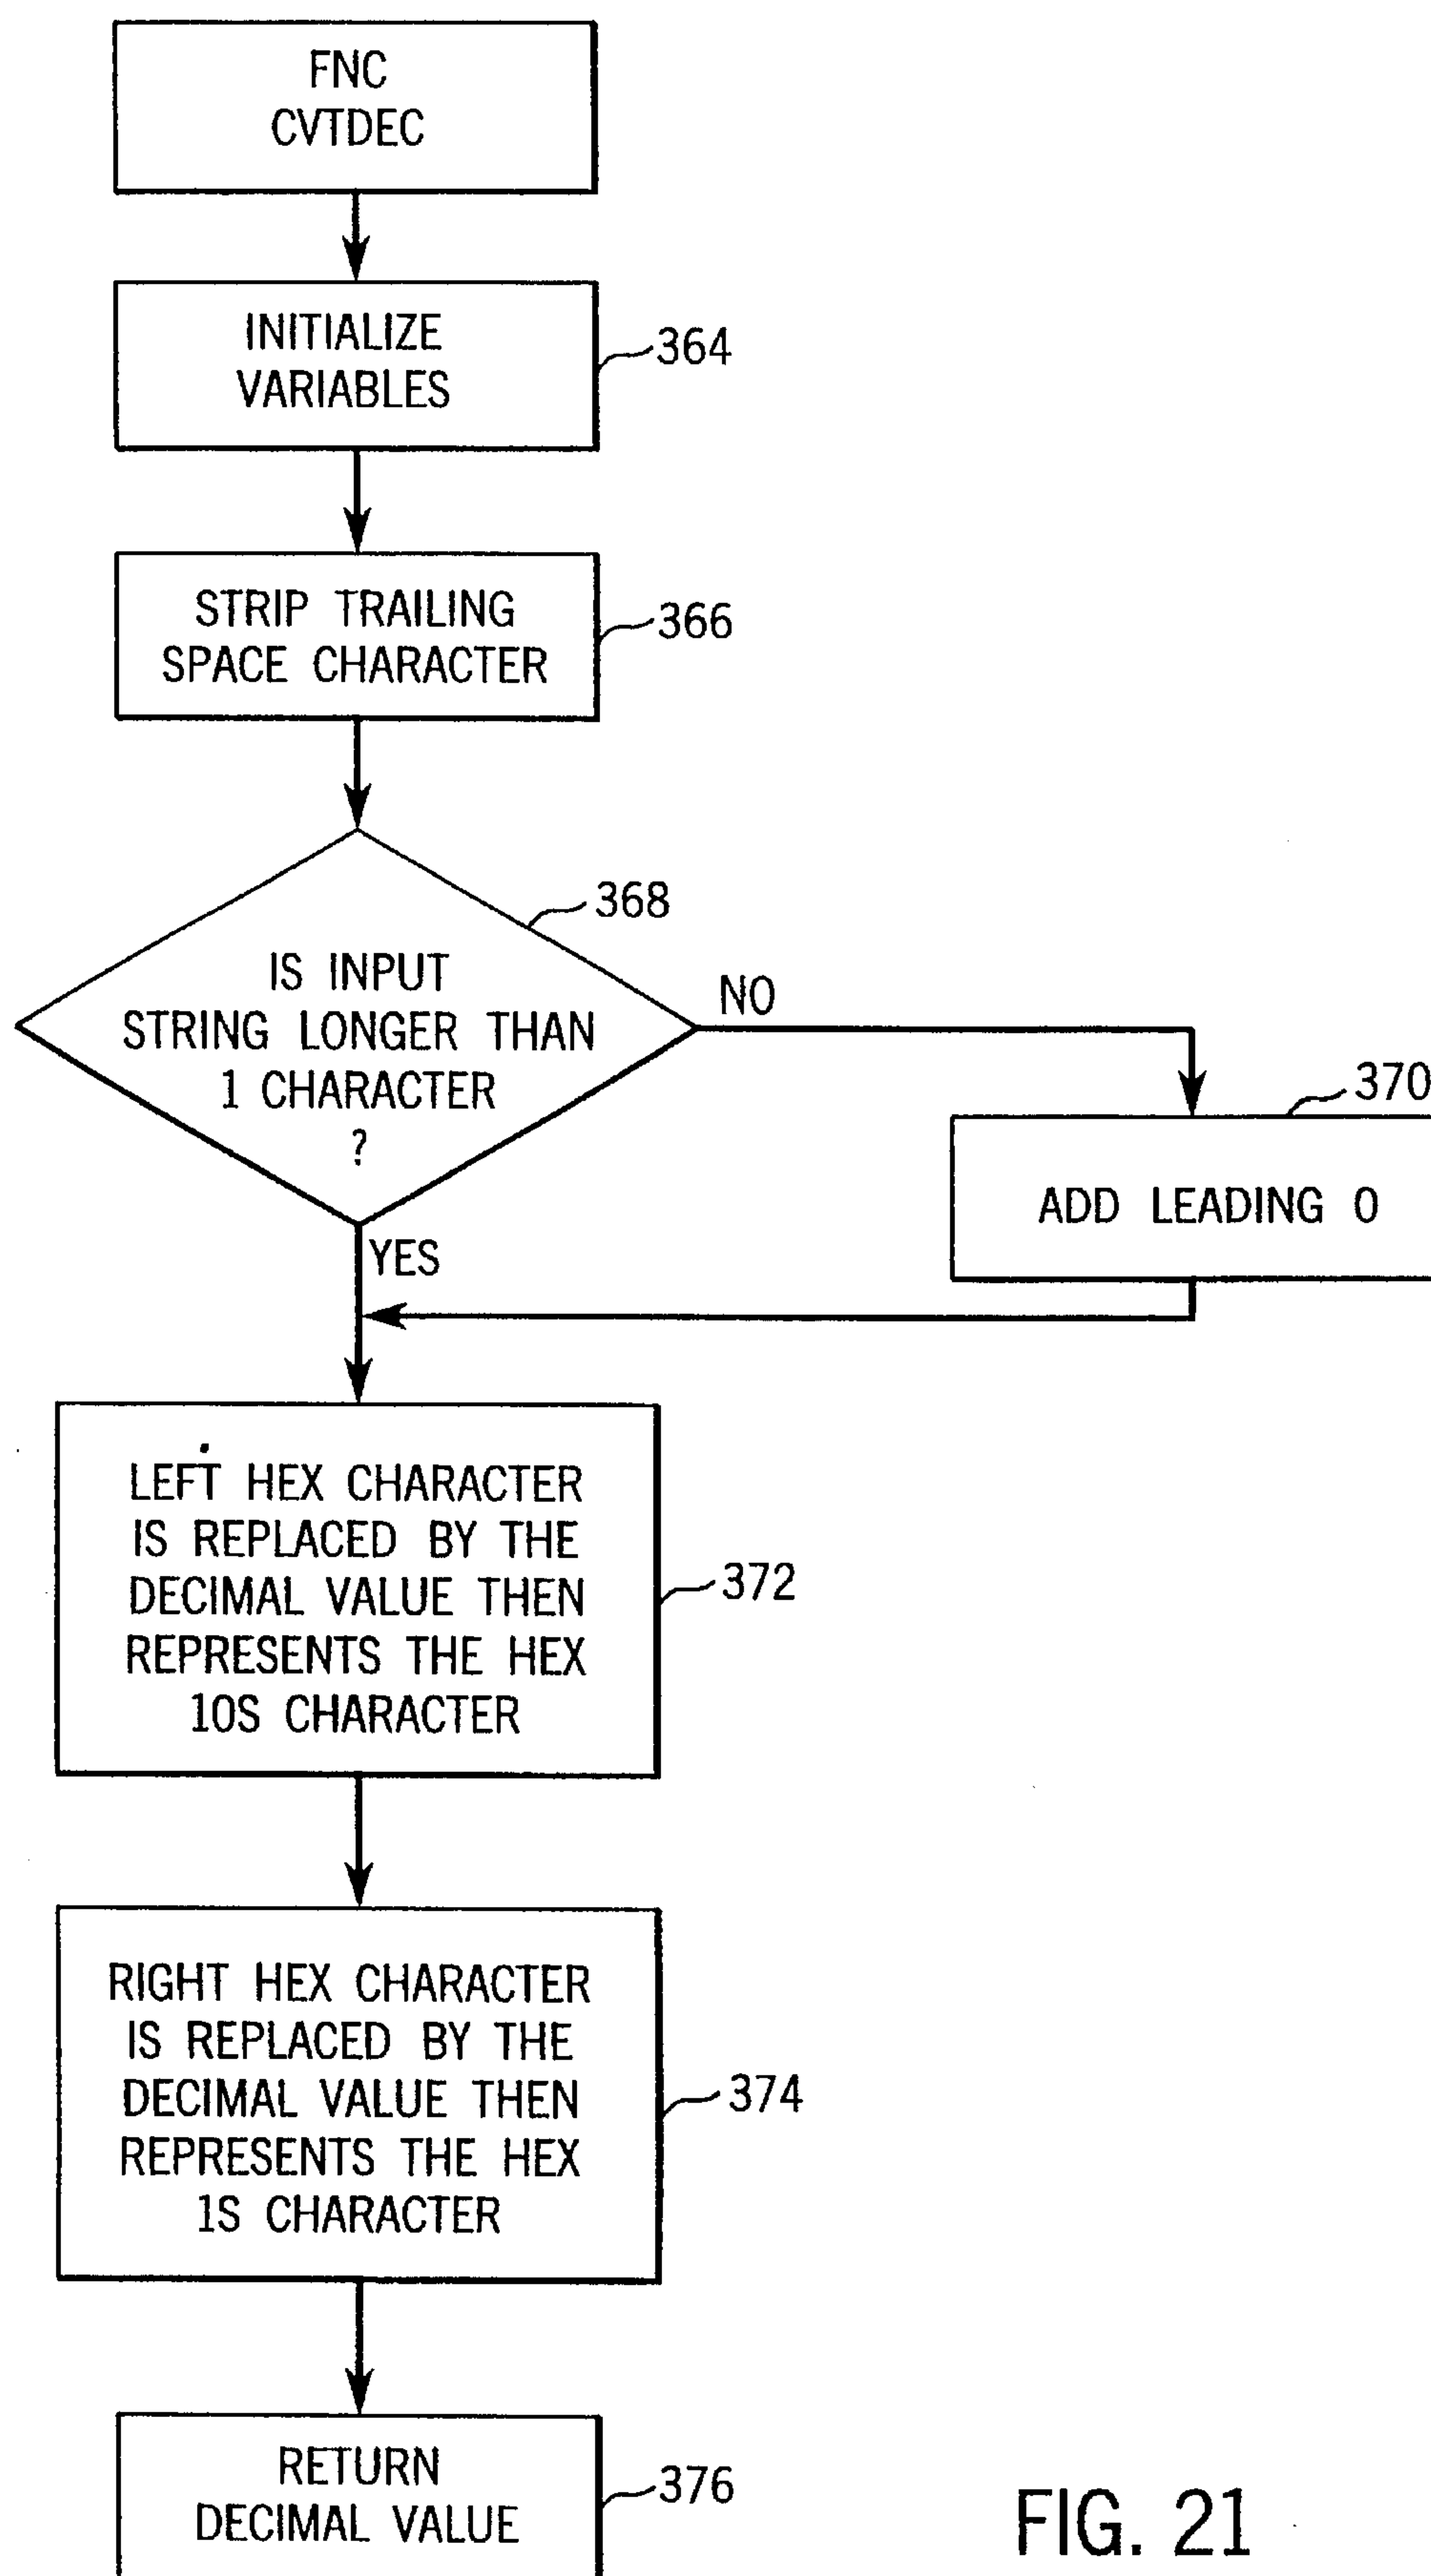 FNC
CVTDEC
INITIALIZE
VARIABLES
364
STRIP TRAILING
SPACE CHARACTER
366
368
IS INPUT
STRING LONGER THAN
1 CHARACTER
?
NO
YES
370
ADD LEADING 0
LEFT HEX CHARACTER
IS REPLACED BY THE
DECIMAL VALUE THEN
REPRESENTS THE HEX
10S CHARACTER
372
RIGHT HEX CHARACTER
IS REPLACED BY THE
DECIMAL VALUE THEN
REPRESENTS THE HEX
1S CHARACTER
374
RETURN
DECIMAL VALUE
376
FIG. 21